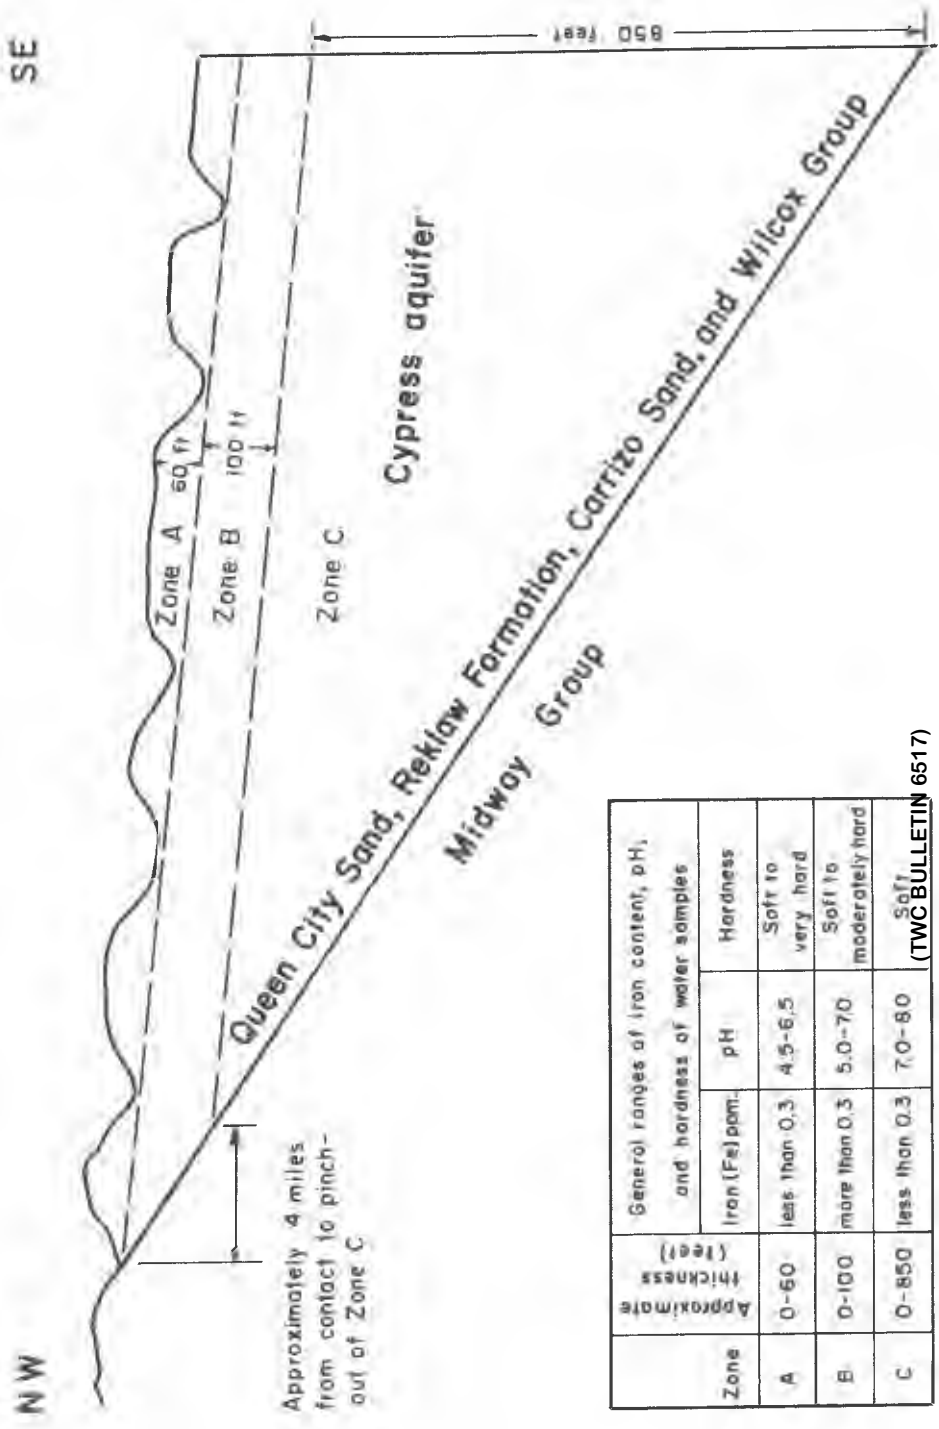 NW
SE
Zone A
60 ft
Zone B
100 ft
Zone C
Cypress aquifer
850 feet
Queen City Sand, Reklaw Formation, Carrizo Sand, and Wilcox Group
Midway Group
Approximately 4 miles
from contact to pinch-
out of Zone C
Zone
Approximate
thickness
(feet)
General ranges of iron content, pH,
and hardness of water samples
Iron (Fe) ppm. pH Hardness
A 0-60 less than 0.3 4.5-6.5 Soft to
very hard
B 0-100 more than 0.3 5.0-7.0 Soft to
moderately hard
C 0-850 less than 0.3 7.0-8.0 Soft
(TWC BULLETIN 6517)